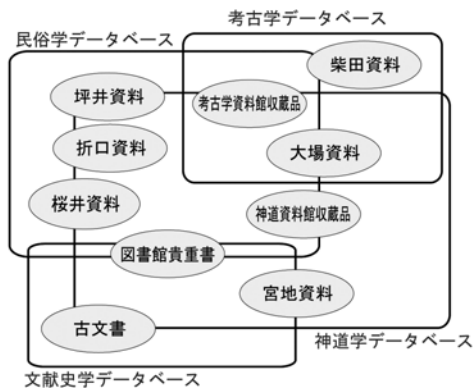 考古学データベース
民俗学データベース
柴田資料
坪井資料
考古学資料館収蔵品
折口資料
大場資料
桜井資料
神道資料館収蔵品
図書館貴重書
宮地資料
古文書
神道学データベース
文献史学データベース